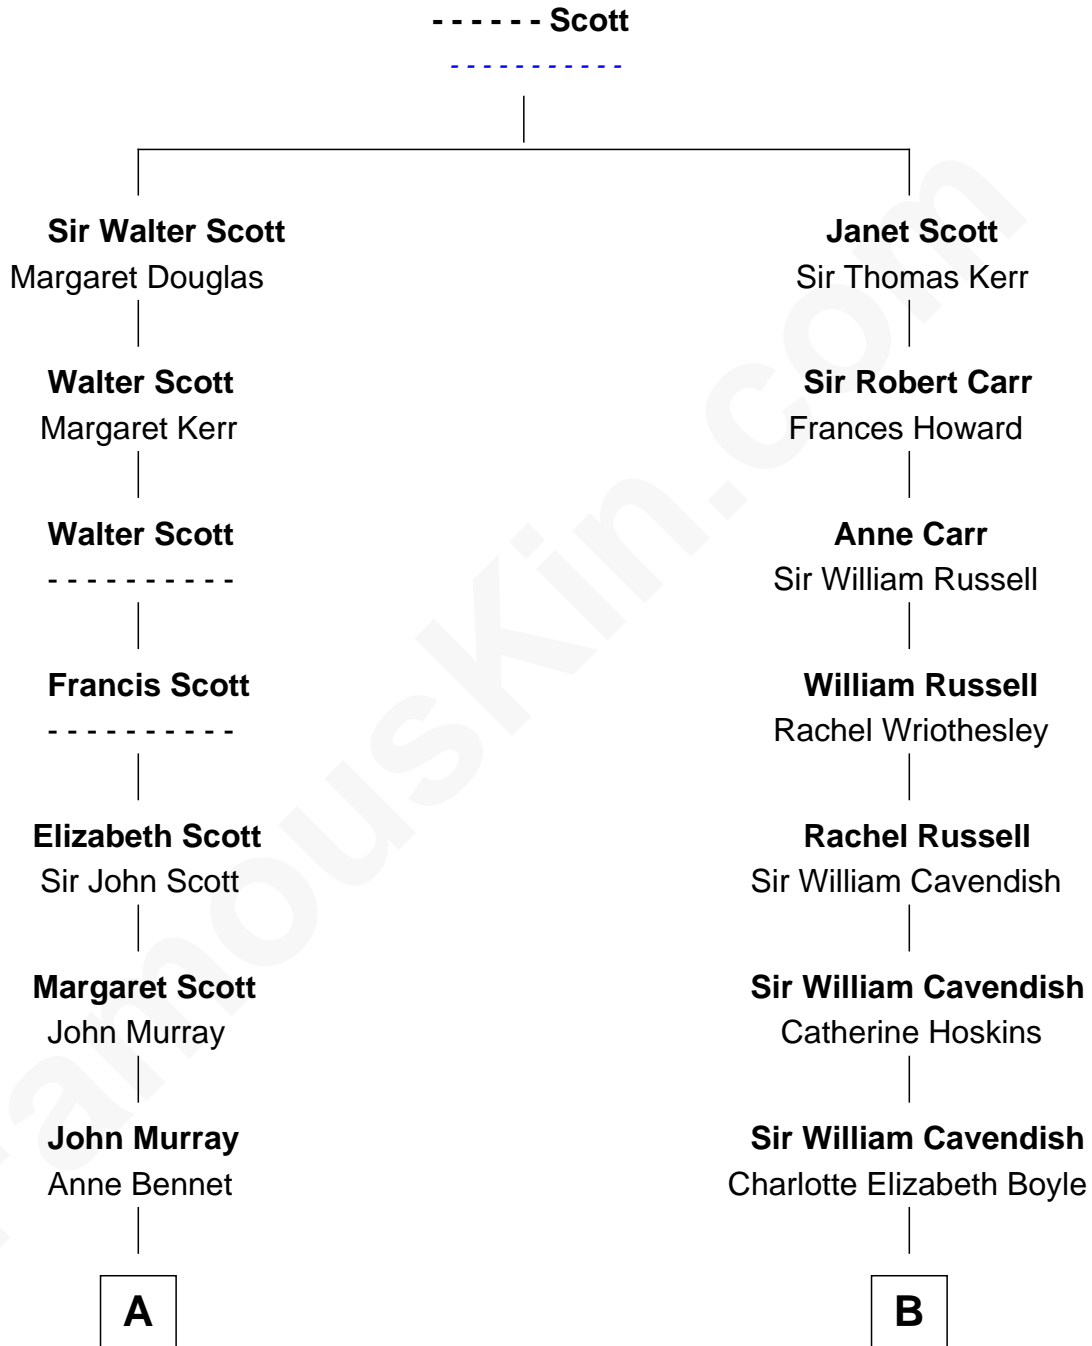 - - - - - - Scott
- - - - - - - - - - -
Sir Walter Scott
Margaret Douglas
Janet Scott
Sir Thomas Kerr
Walter Scott
Margaret Kerr
Sir Robert Carr
Frances Howard
Walter Scott
- - - - - - - - - -
Anne Carr
Sir William Russell
Francis Scott
- - - - - - - - - -
William Russell
Rachel Wriothesley
Elizabeth Scott
Sir John Scott
Rachel Russell
Sir William Cavendish
Margaret Scott
John Murray
Sir William Cavendish
Catherine Hoskins
John Murray
Anne Bennet
Sir William Cavendish
Charlotte Elizabeth Boyle
A
B
FamousKin.com